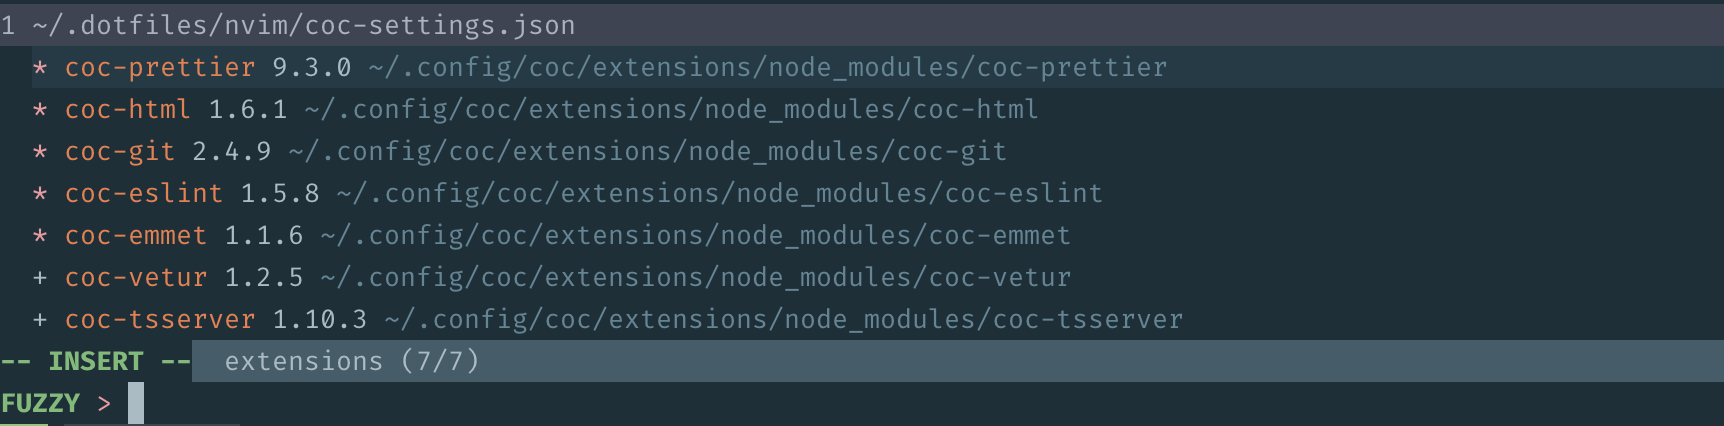 1 ~/.dotfiles/nvim/coc-settings.json
* coc-prettier 9.3.0 ~/.config/coc/extensions/node_modules/coc-prettier
* coc-html 1.6.1 ~/.config/coc/extensions/node_modules/coc-html
* coc-git 2.4.9 ~/.config/coc/extensions/node_modules/coc-git
* coc-eslint 1.5.8 ~/.config/coc/extensions/node_modules/coc-eslint
* coc-emmet 1.1.6 ~/.config/coc/extensions/node_modules/coc-emmet
+ coc-vetur 1.2.5 ~/.config/coc/extensions/node_modules/coc-vetur
+ coc-tsserver 1.10.3 ~/.config/coc/extensions/node_modules/coc-tsserver
-- INSERT -- extensions (7/7)
FUZZY >